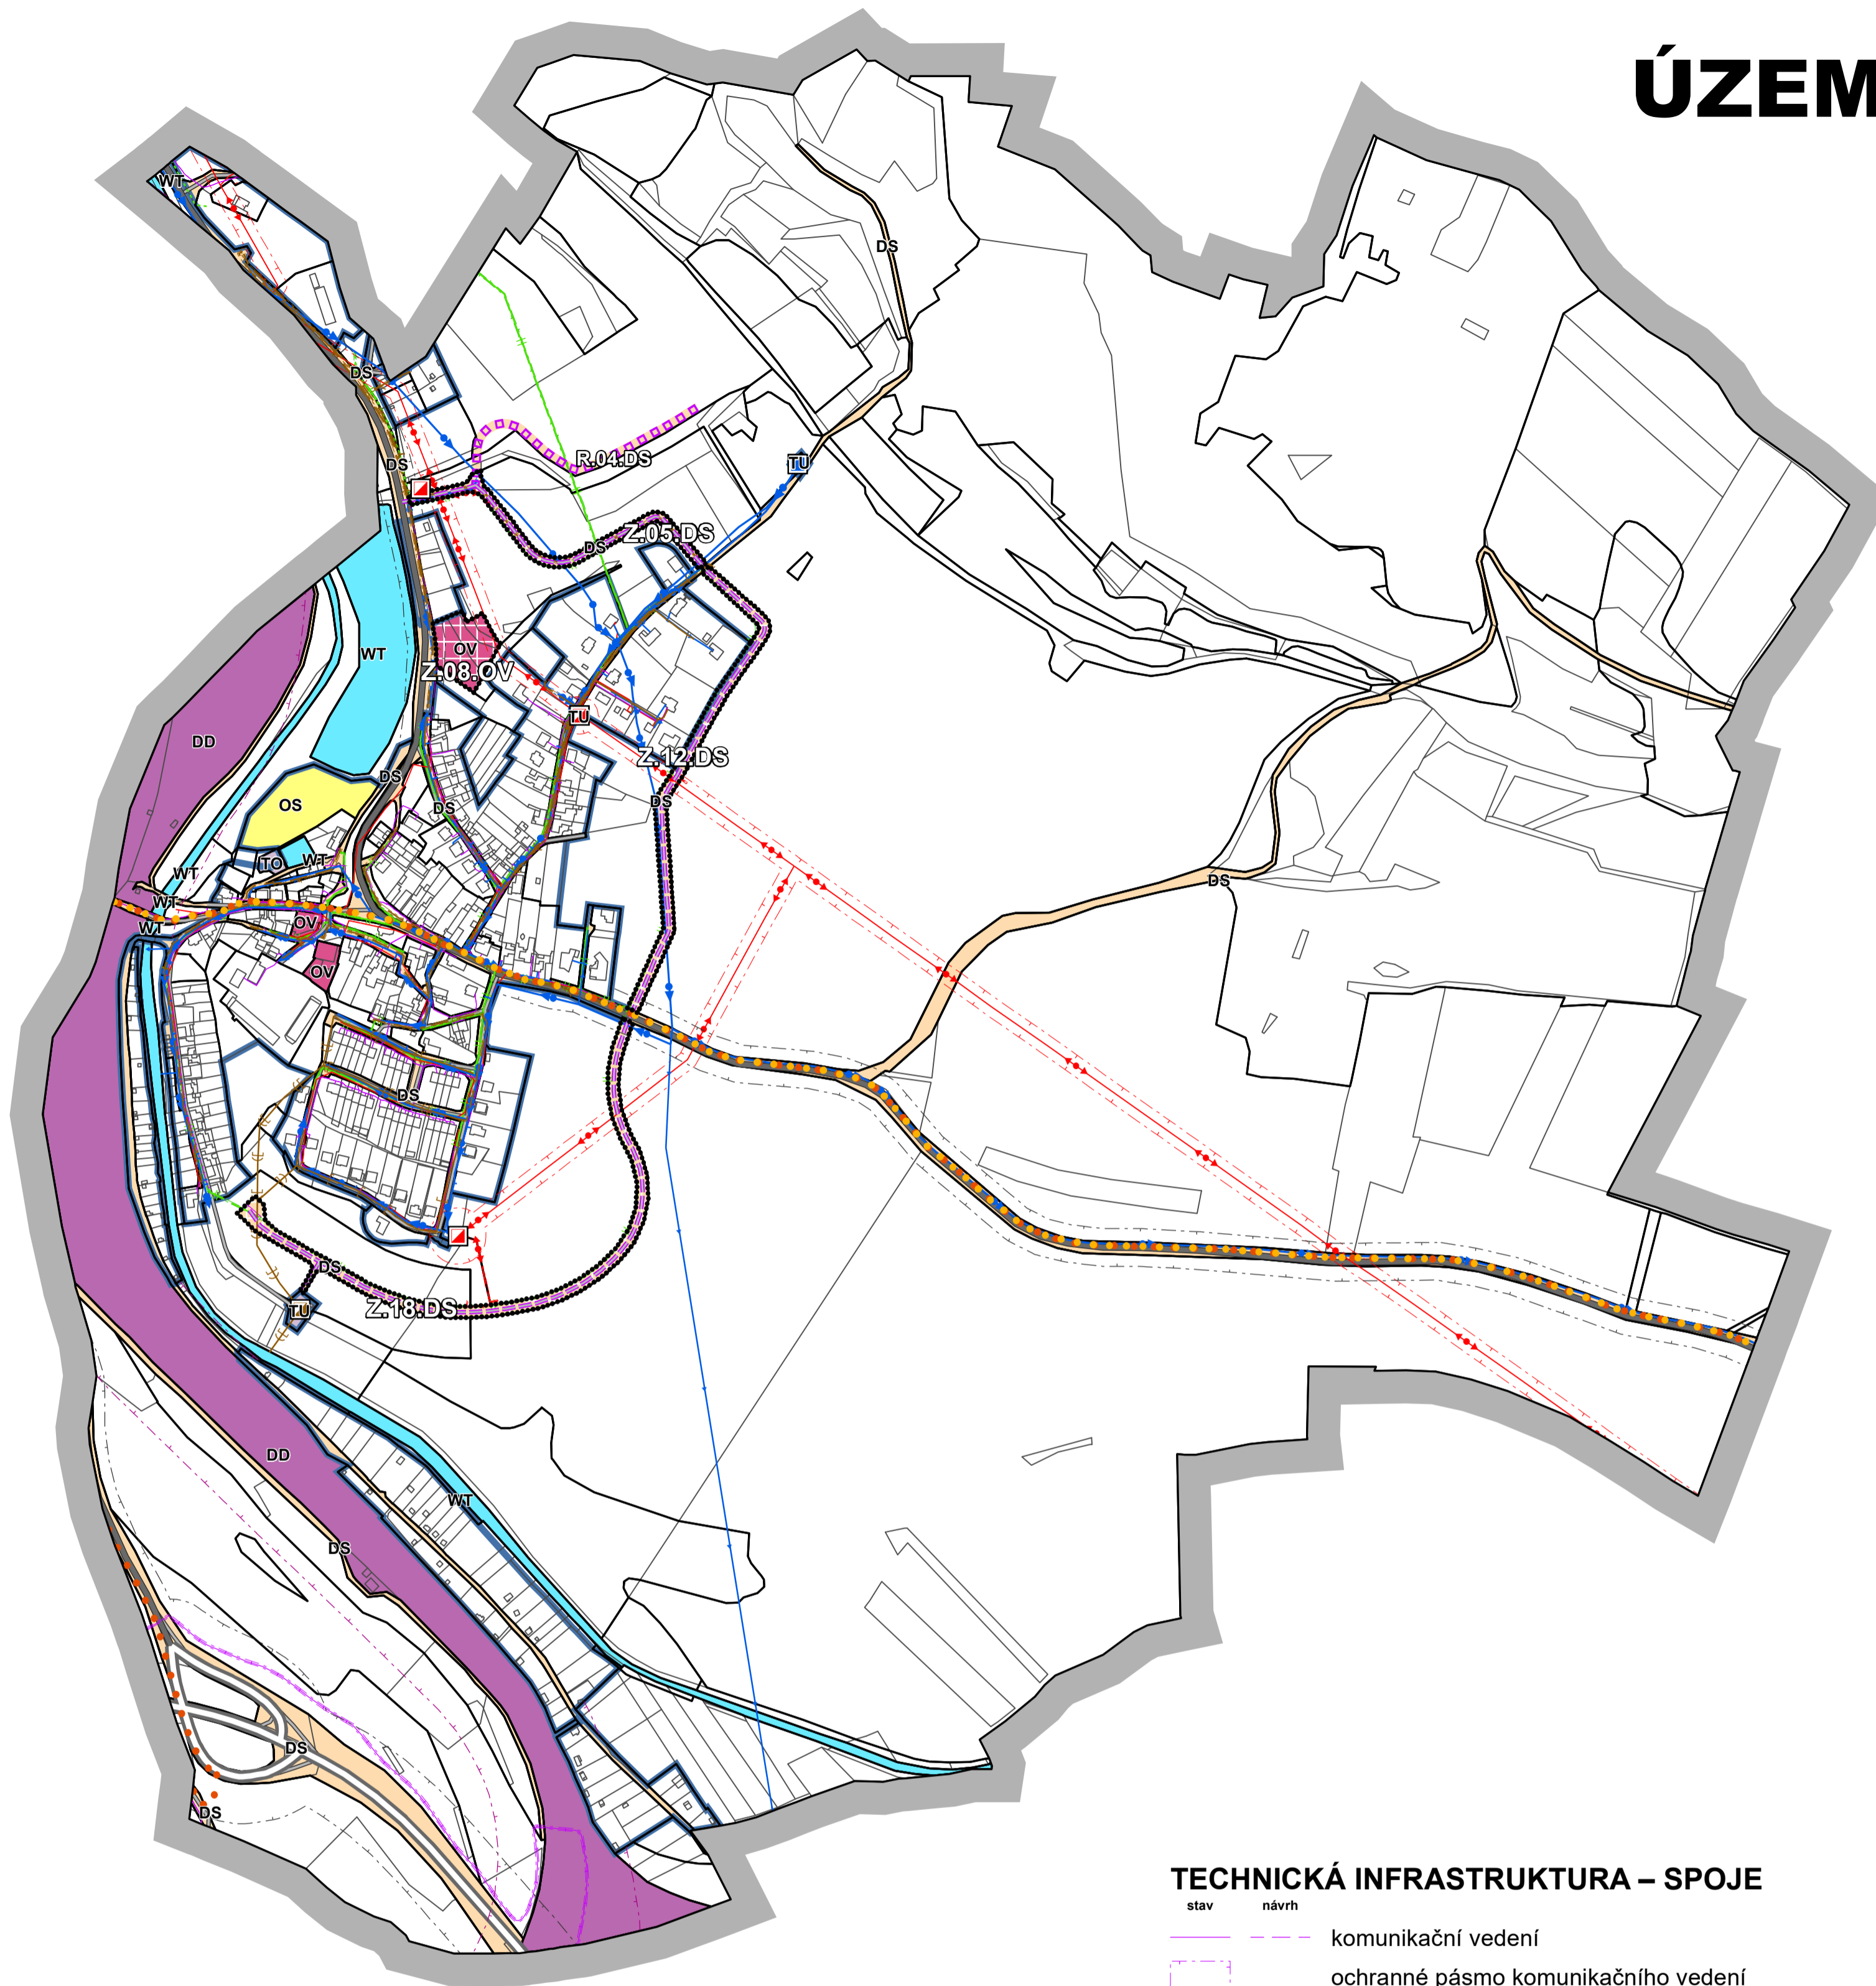 ÚZEM
WT
DS
DS
DS
R.04.DS
TU
Z.05.DS
DS
OV
Z.08.OV
WT
TU
DD
Z.12.DS
DS
DS
DS
OS
TO
WT
WT
DS
WT
OV
WT
OV
DS
DS
Z.18.DS
TU
DD
WT
DS
DS
DS
TECHNICKÁ INFRASTRUKTURA – SPOJE
stav návrh
komunikační vedení
ochranné pásmo komunikačního vedení